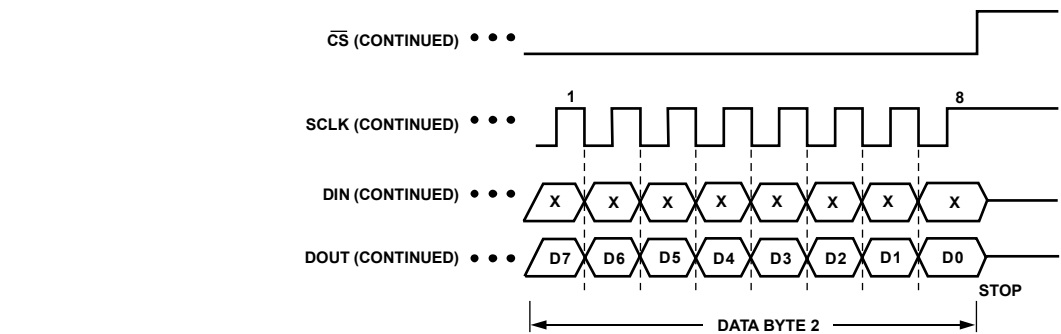 CS (CONTINUED)
1 8
SCLK (CONTINUED)
DIN (CONTINUED) X X X X X X X X
DOUT (CONTINUED) D7 D6 D5 D4 D3 D2 D1 D0
STOP
DATA BYTE 2